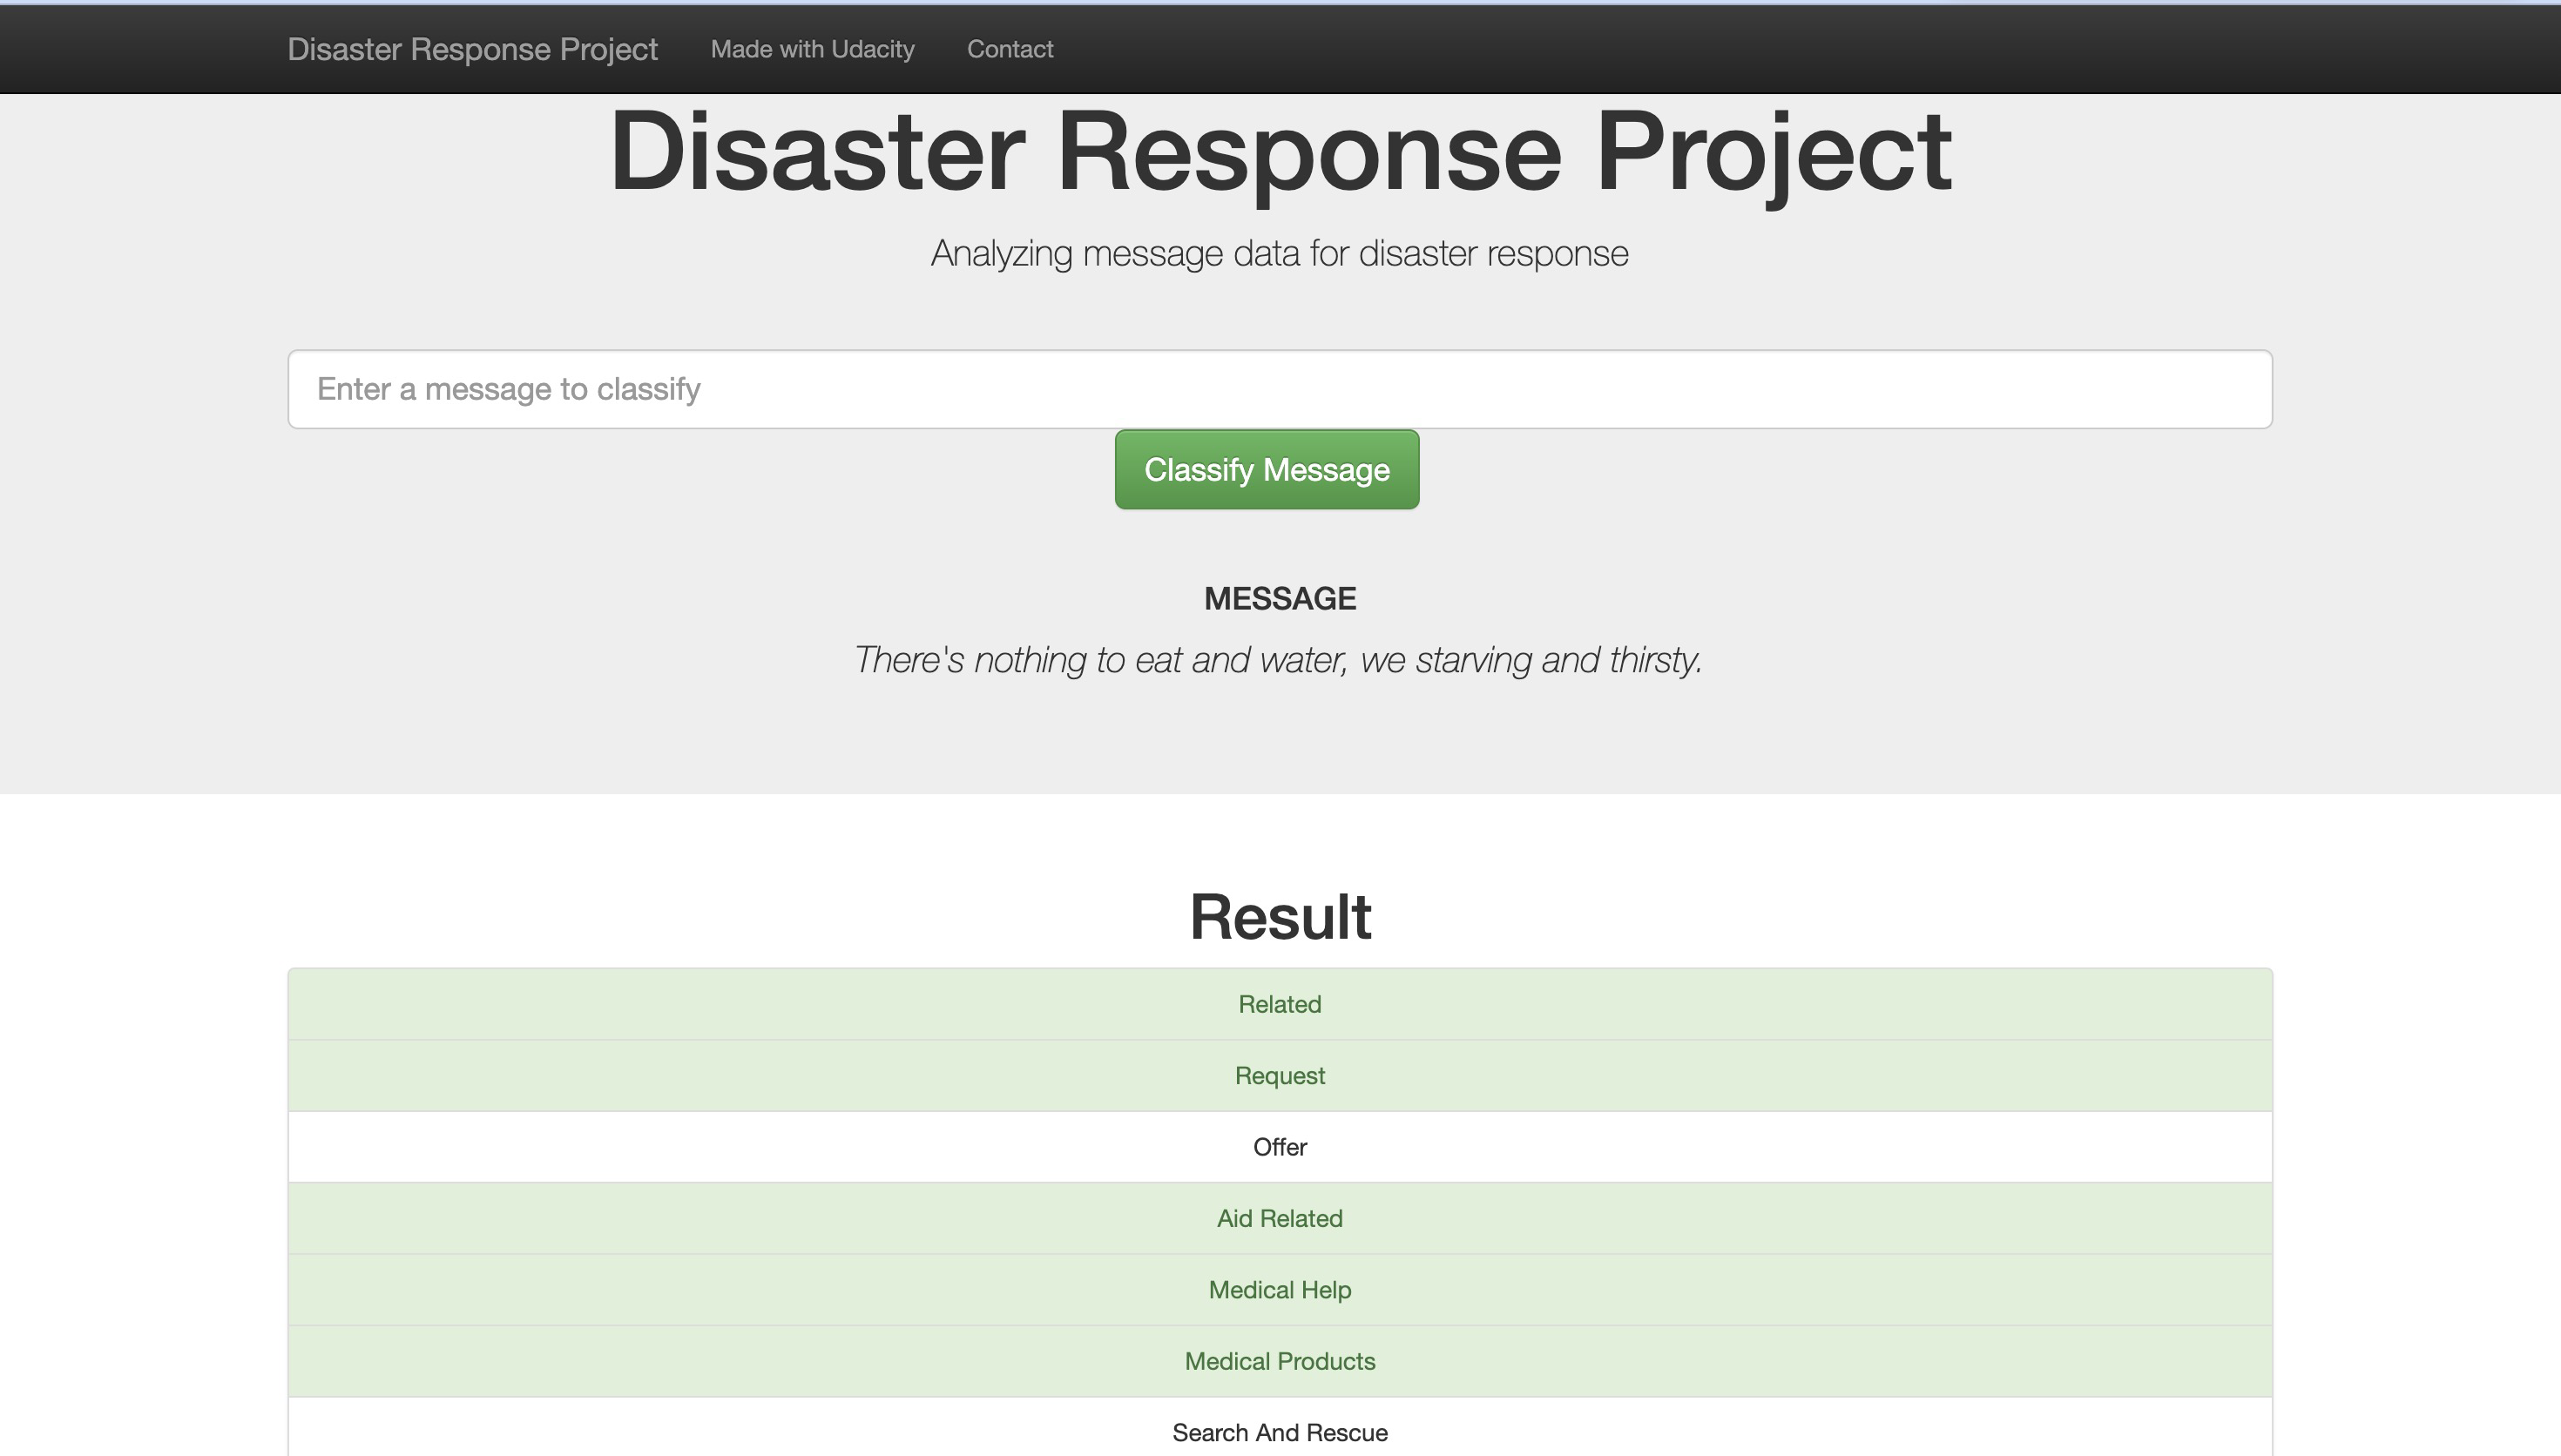 Disaster Response Project Made with Udacity Contact
Disaster Response Project
Analyzing message data for disaster response
Enter a message to classify
Classify Message
MESSAGE
There's nothing to eat and water, we starving and thirsty.
Result
Related
Request
Offer
Aid Related
Medical Help
Medical Products
Search And Rescue